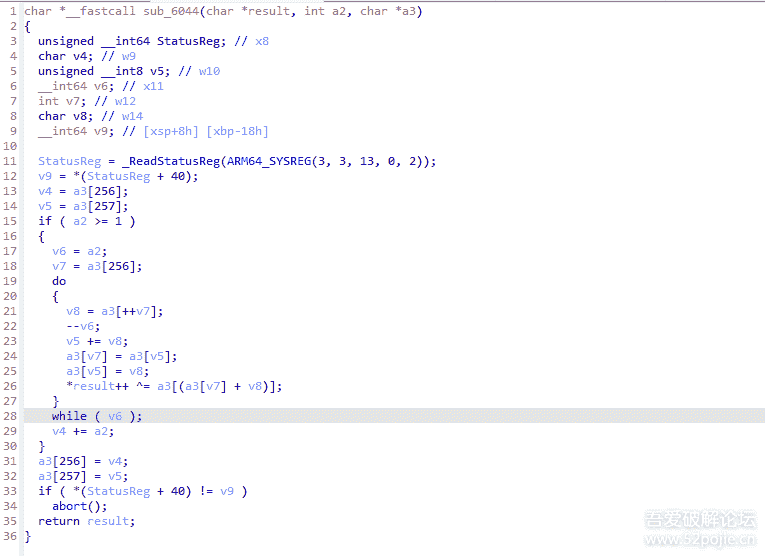 1 char *__fastcall sub_6044(char *result, int a2, char *a3)
2 {
3   unsigned __int64 StatusReg; // x8
4   char v4; // w9
5   unsigned __int8 v5; // w10
6   __int64 v6; // x11
7   int v7; // w12
8   char v8; // w14
9   __int64 v9; // [xsp+8h] [xbp-18h]
10
11   StatusReg = _ReadStatusReg(ARM64_SYSREG(3, 3, 13, 0, 2));
12   v9 = *(StatusReg + 40);
13   v4 = a3[256];
14   v5 = a3[257];
15   if ( a2 >= 1 )
16   {
17     v6 = a2;
18     v7 = a3[256];
19     do
20     {
21       v8 = a3[++v7];
22       --v6;
23       v5 += v8;
24       a3[v7] = a3[v5];
25       a3[v5] = v8;
26       *result++ ^= a3[(a3[v7] + v8)];
27     }
28     while ( v6 );
29     v4 += a2;
30   }
31   a3[256] = v4;
32   a3[257] = v5;
33   if ( *(StatusReg + 40) != v9 )
34     abort();
35   return result;
36 }
吾爱破解论坛
www.52pojie.cn